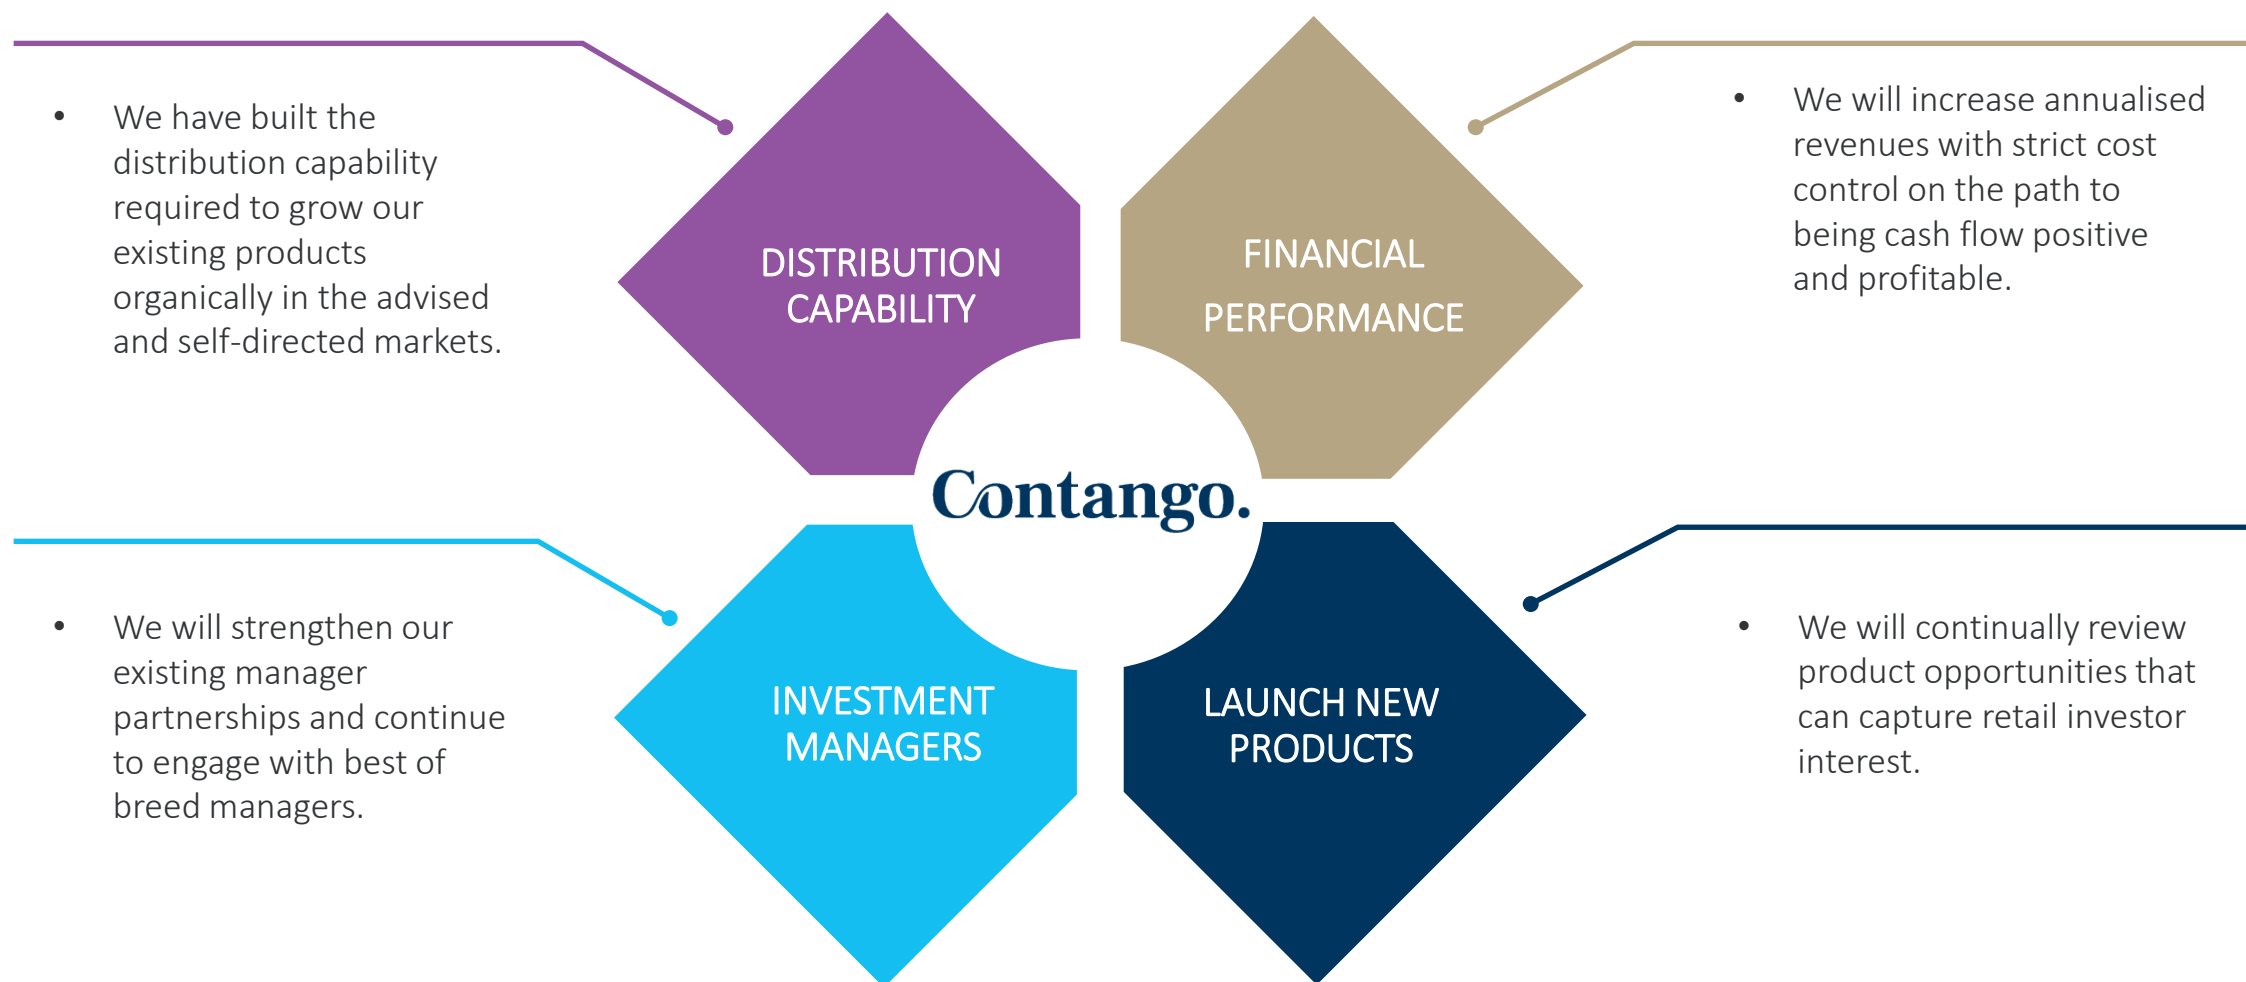 • We have built the
distribution capability
required to grow our
existing products
organically in the advised
and self-directed markets.
DISTRIBUTION
CAPABILITY
FINANCIAL
PERFORMANCE
• We will increase annualised
revenues with strict cost
control on the path to
being cash flow positive
and profitable.
Contango.
• We will strengthen our
existing manager
partnerships and continue
to engage with best of
breed managers.
INVESTMENT
MANAGERS
LAUNCH NEW
PRODUCTS
• We will continually review
product opportunities that
can capture retail investor
interest.